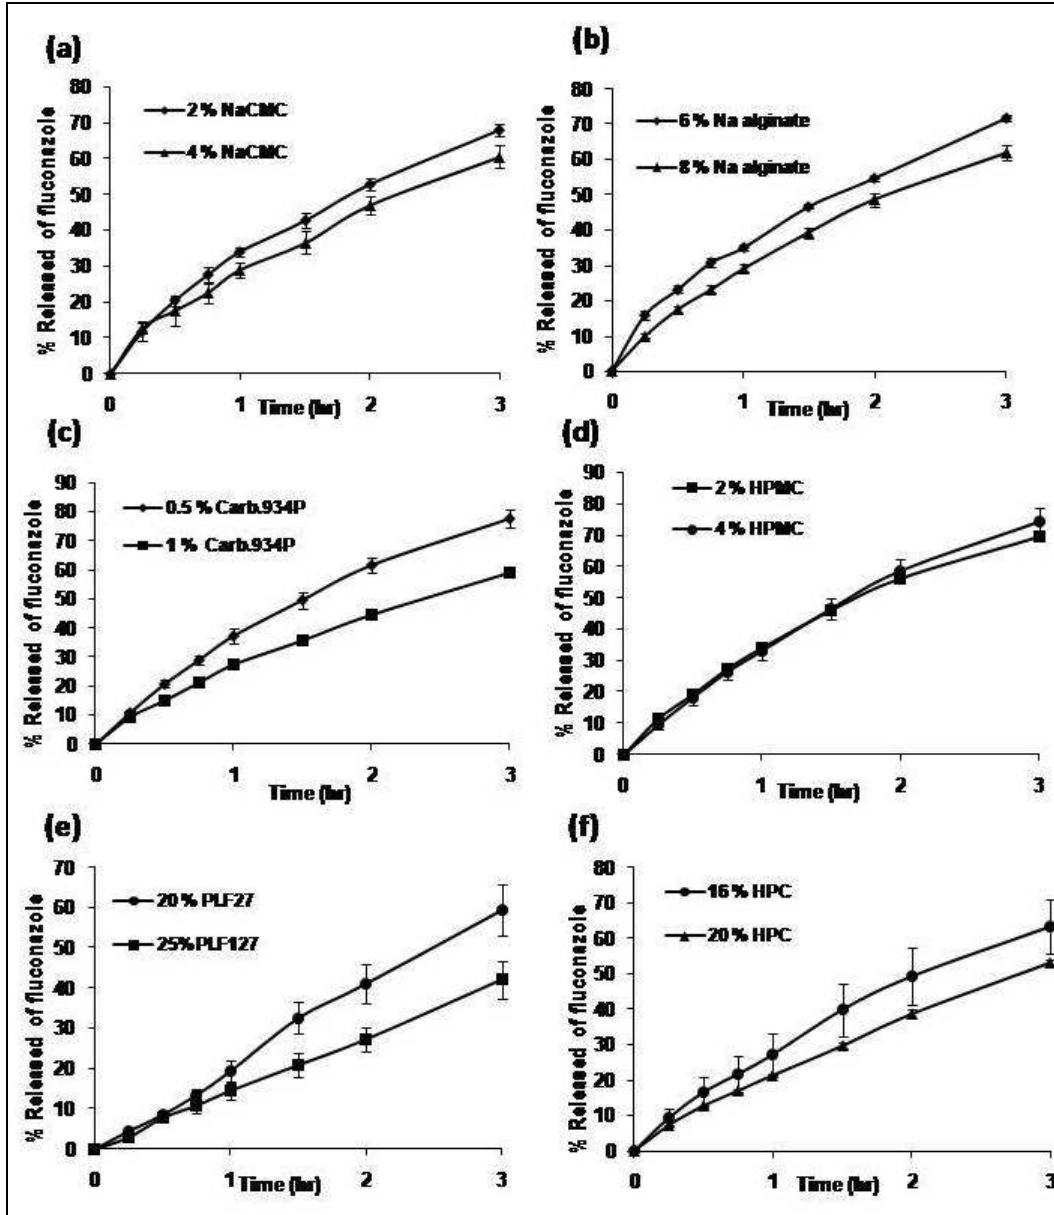 (a)
% Released of fluconazole
80
70
60
50
40
30
20
10
0
2 % NaCMC
4 % NaCMC
0 1 2 3
Time (hr)
(b)
% Released of fluconazole
80
70
60
50
40
30
20
10
0
6 % Na alginate
8 % Na alginate
0 1 2 3
Time (hr)
(c)
% Released of fluconazole
90
80
70
60
50
40
30
20
10
0
0.5 % Carb.934P
1 % Carb.934P
0 1 2 3
Time (hr)
(d)
% Released of fluconazole
90
80
70
60
50
40
30
20
10
0
2 % HPMC
4 % HPMC
0 1 2 3
Time (hr)
(e)
% Released of fluconazole
70
60
50
40
30
20
10
0
20 % PLF27
25% PLF127
0 1 2 3
Time (hr)
(f)
% Released of fluconazole
80
70
60
50
40
30
20
10
0
16 % HPC
20 % HPC
0 1 2 3
Time (hr)